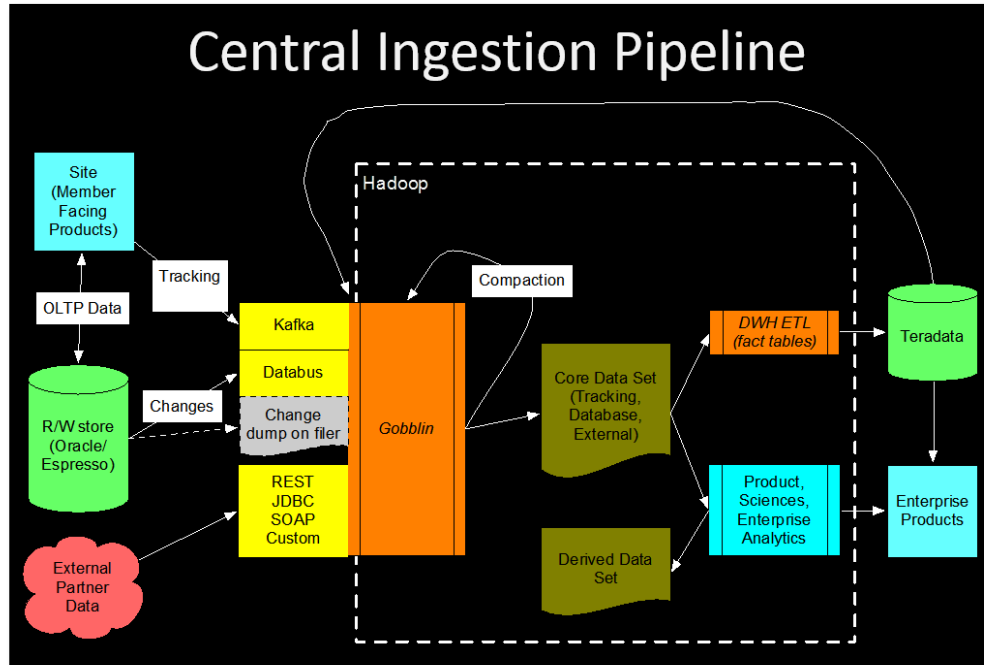 Central Ingestion Pipeline
Hadoop
Site
(Member
Facing
Products)
Tracking
OLTP Data
Compaction
Kafka
Databus
Change
dump on filer
REST
JDBC
SOAP
Custom
Changes
R/W store
(Oracle/
Espresso)
External
Partner
Data
Gobblin
Core Data Set
(Tracking,
Database,
External)
Derived Data
Set
DWH ETL
(fact tables)
Product,
Sciences,
Enterprise
Analytics
Teradata
Enterprise
Products